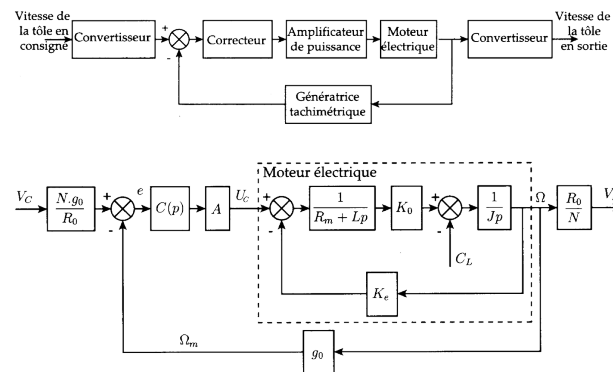 Vitesse de
la tôle en
consigne
Convertisseur
+
-
Correcteur
Amplificateur
de puissance
Moteur
électrique
Convertisseur
Vitesse de
la tôle
en sortie
Génératrice
tachimétrique
Moteur électrique
V_C
N.g_0
R_0
+
-
e
C(p)
A
U_C
+
-
1
R_m + Lp
K_0
+
-
C_L
1
Jp
Ω
R_0
N
K_e
Ω_m
g_0